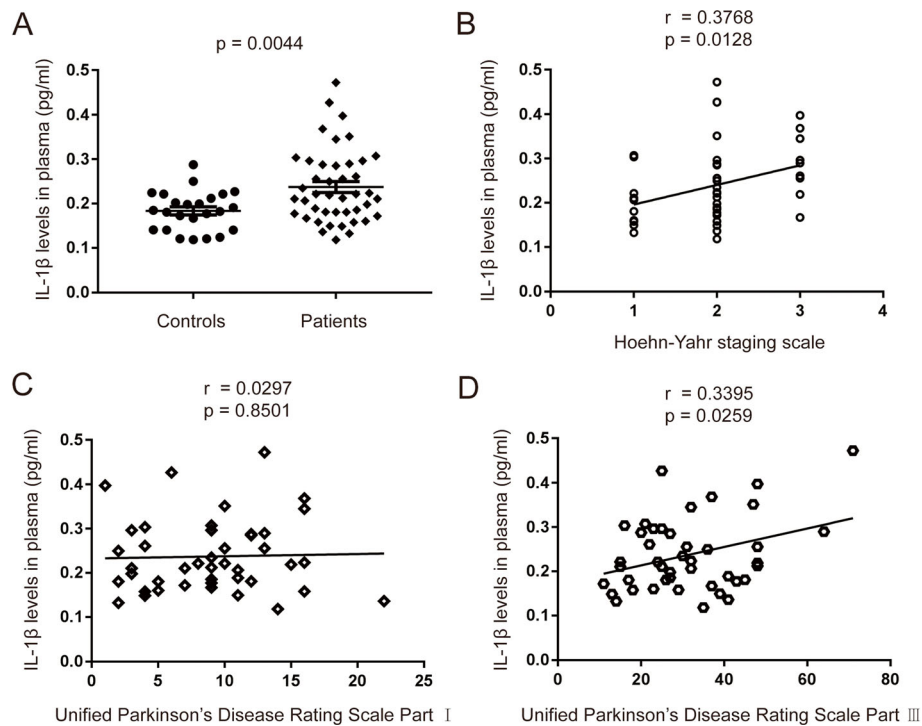 A
p = 0.0044
IL-1β levels in plasma (pg/ml)
0.5
0.4
0.3
0.2
0.1
0.0
Controls
Patients
B
r = 0.3768
p = 0.0128
IL-1β levels in plasma (pg/ml)
0.5
0.4
0.3
0.2
0.1
0.0
0
1
2
3
4
Hoehn-Yahr staging scale
C
r = 0.0297
p = 0.8501
IL-1β levels in plasma (pg/ml)
0.5
0.4
0.3
0.2
0.1
0.0
0
5
10
15
20
25
Unified Parkinson's Disease Rating Scale Part Ⅰ
D
r = 0.3395
p = 0.0259
IL-1β levels in plasma (pg/ml)
0.5
0.4
0.3
0.2
0.1
0.0
0
20
40
60
80
Unified Parkinson's Disease Rating Scale Part Ⅲ